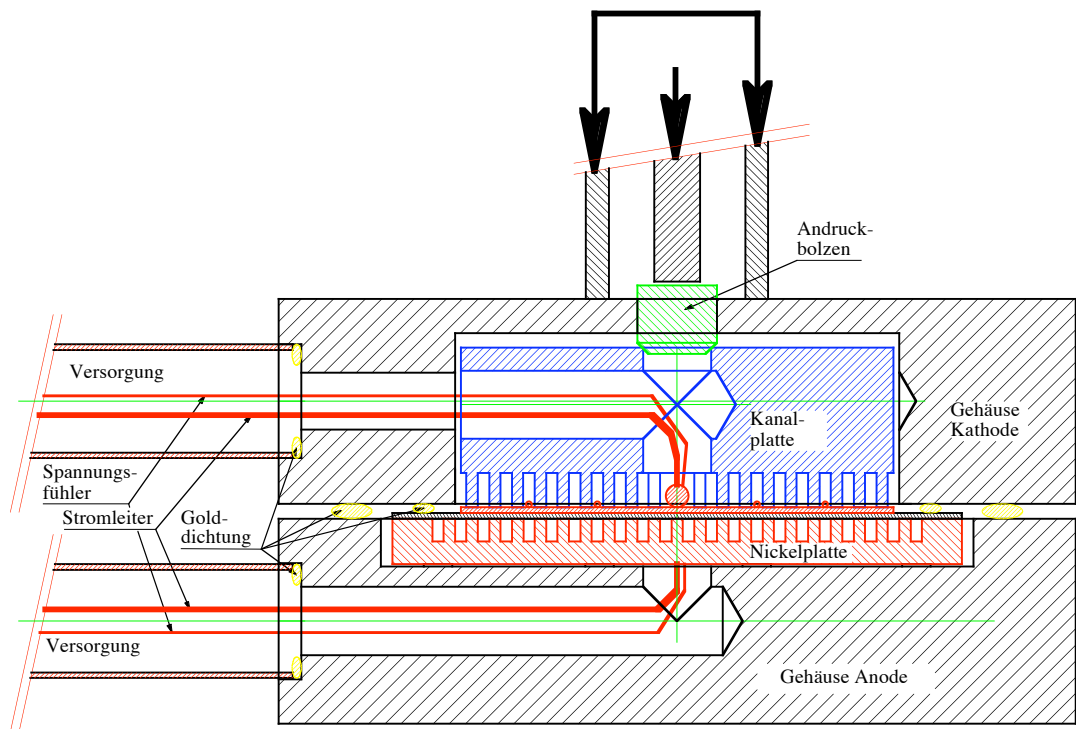 Andruck-
bolzen
Versorgung
Kanal-
platte
Gehäuse
Kathode
Spannungs-
fühler
Stromleiter
Gold-
dichtung
Nickelplatte
Versorgung
Gehäuse Anode